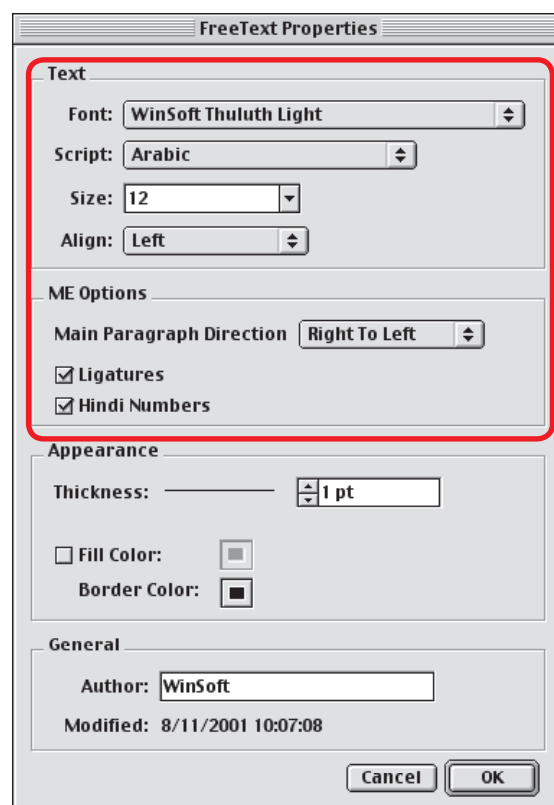 FreeText Properties
Text
Font: WinSoft Thuluth Light
Script: Arabic
Size: 12
Align: Left
ME Options
Main Paragraph Direction Right To Left
Ligatures
Hindi Numbers
Appearance
Thickness: 1 pt
Fill Color:
Border Color:
General
Author: WinSoft
Modified: 8/11/2001 10:07:08
Cancel OK